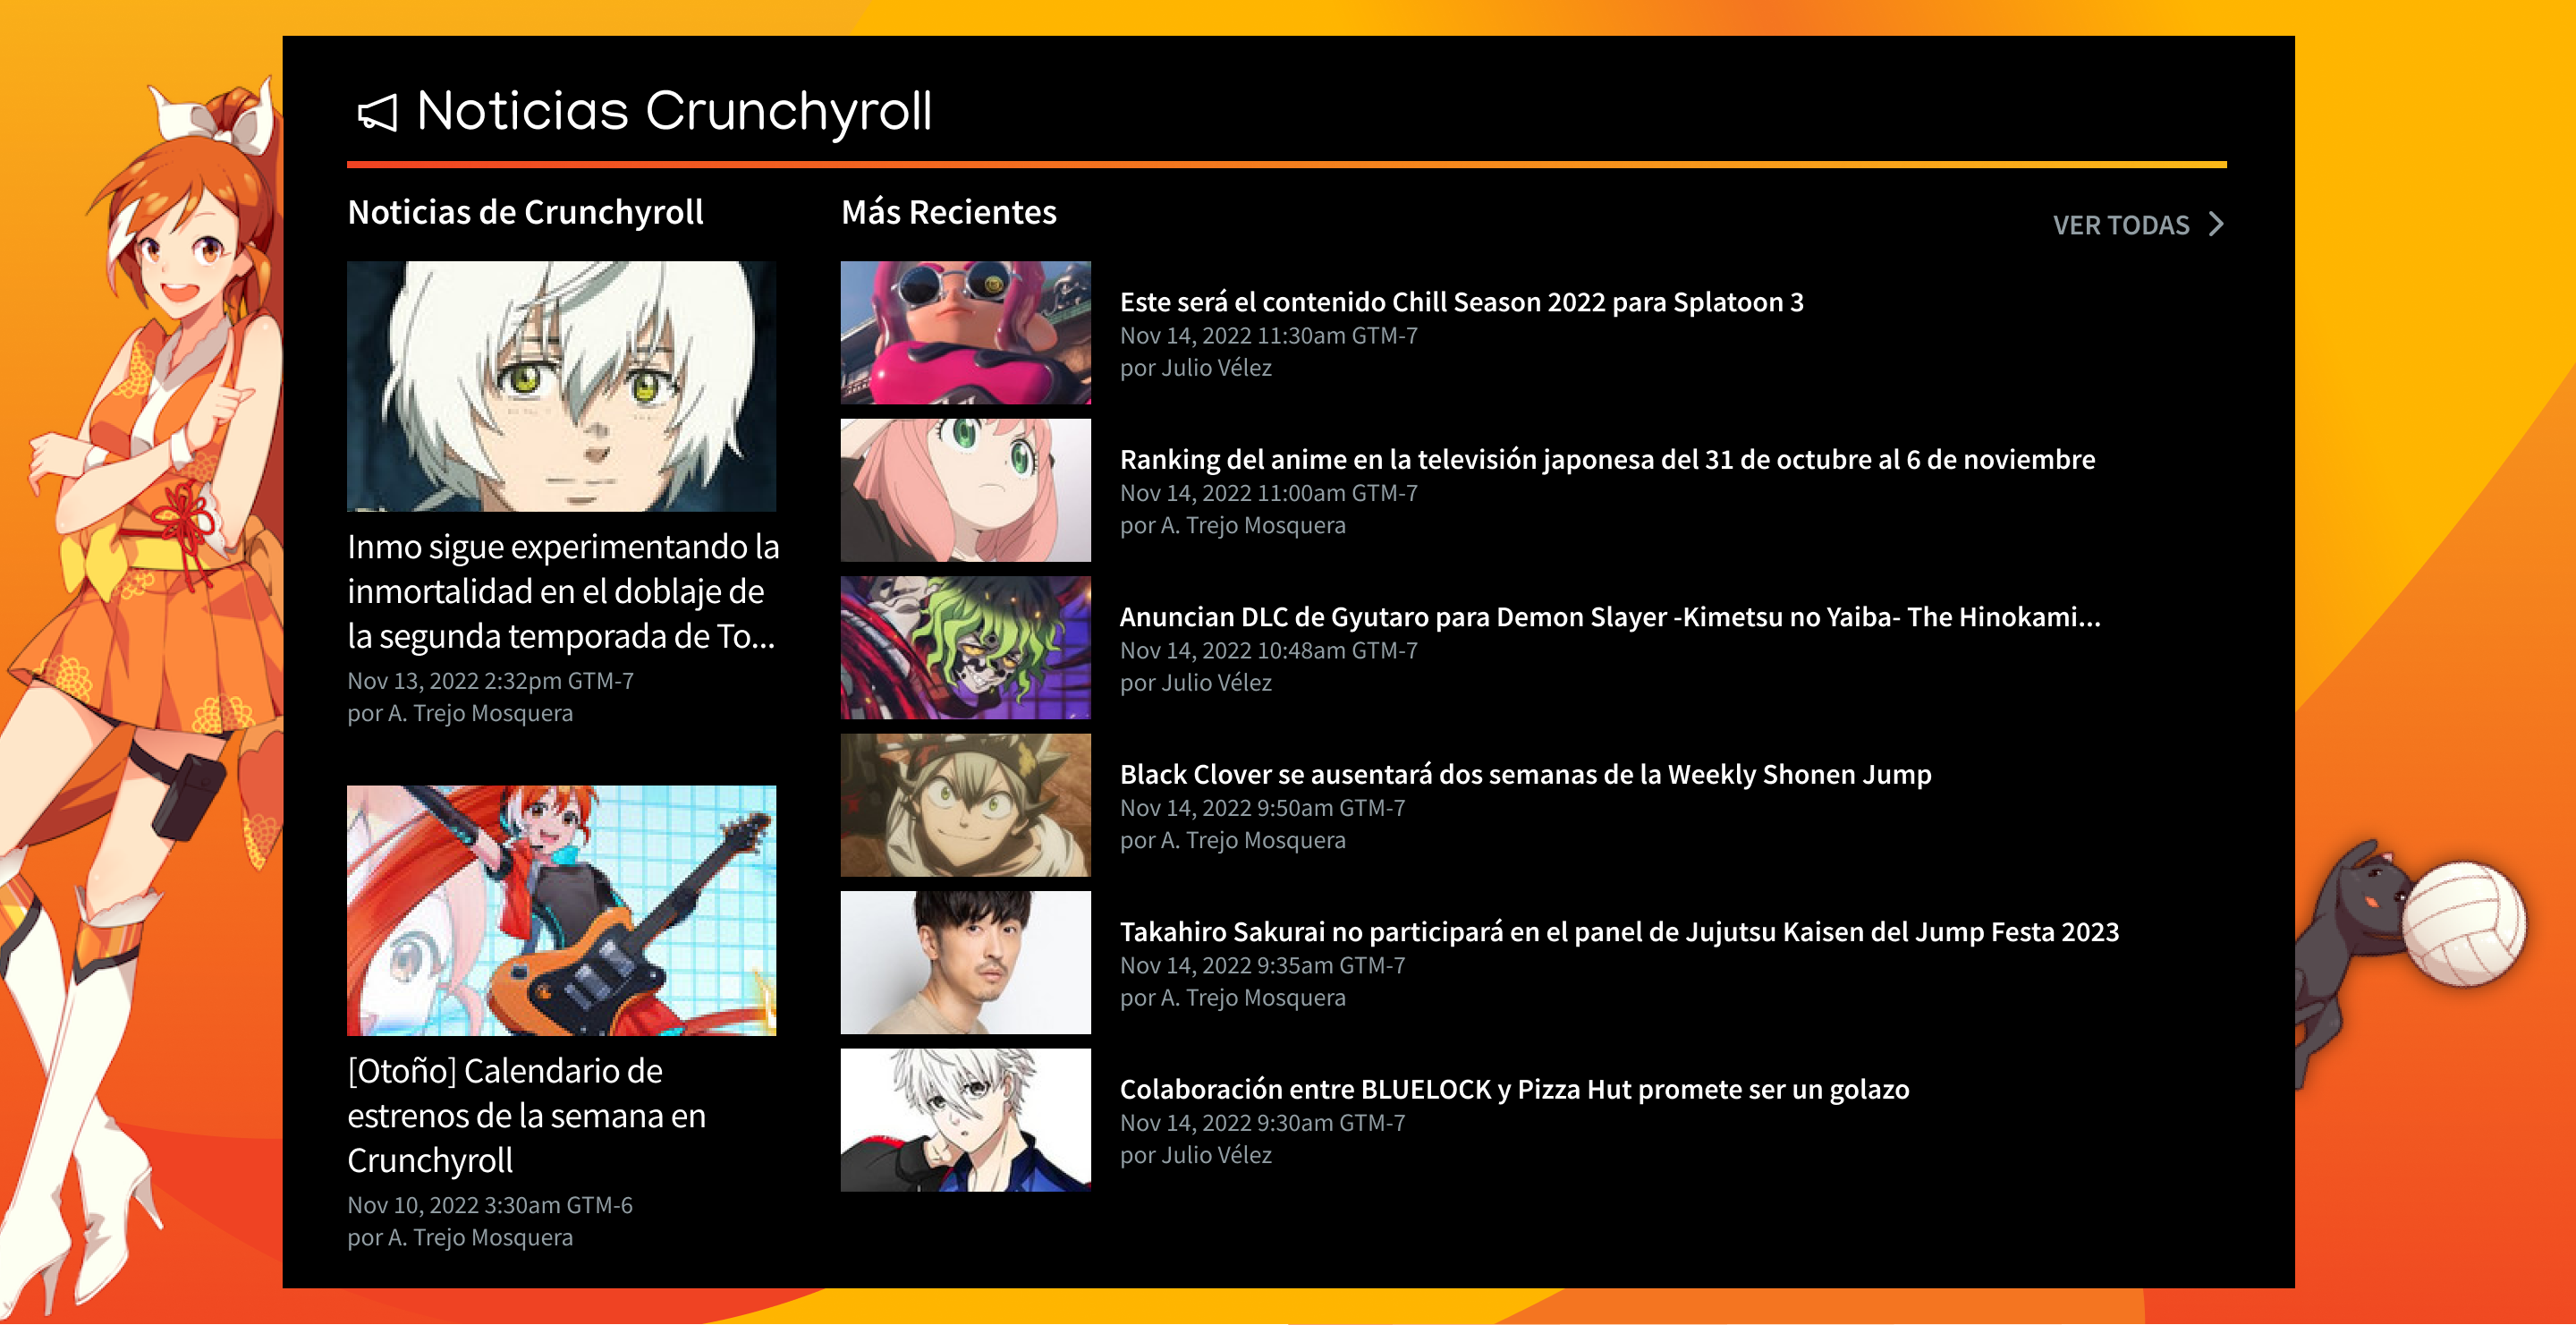 Noticias Crunchyroll
Noticias de Crunchyroll
Inmo sigue experimentando la
inmortalidad en el doblaje de
la segunda temporada de To...
Nov 13, 2022 2:32pm GTM-7
por A. Trejo Mosquera
[Otoño] Calendario de
estrenos de la semana en
Crunchyroll
Nov 10, 2022 3:30am GTM-6
por A. Trejo Mosquera
Más Recientes
VER TODAS
Este será el contenido Chill Season 2022 para Splatoon 3
Nov 14, 2022 11:30am GTM-7
por Julio Vélez
Ranking del anime en la televisión japonesa del 31 de octubre al 6 de noviembre
Nov 14, 2022 11:00am GTM-7
por A. Trejo Mosquera
Anuncian DLC de Gyutaro para Demon Slayer -Kimetsu no Yaiba- The Hinokami...
Nov 14, 2022 10:48am GTM-7
por Julio Vélez
Black Clover se ausentará dos semanas de la Weekly Shonen Jump
Nov 14, 2022 9:50am GTM-7
por A. Trejo Mosquera
Takahiro Sakurai no participará en el panel de Jujutsu Kaisen del Jump Festa 2023
Nov 14, 2022 9:35am GTM-7
por A. Trejo Mosquera
Colaboración entre BLUELOCK y Pizza Hut promete ser un golazo
Nov 14, 2022 9:30am GTM-7
por Julio Vélez